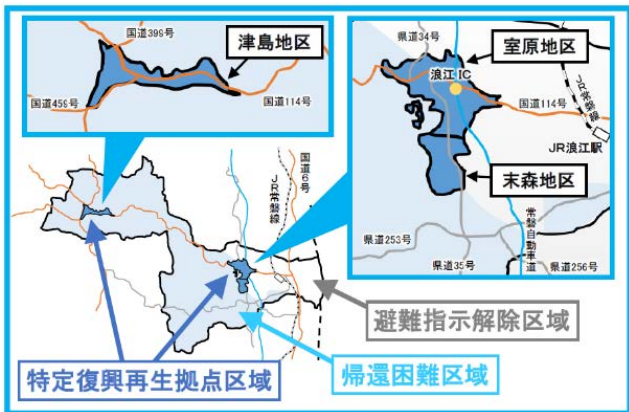 国道399号
津島地区
国道459号
国道114号
県道34号
室原地区
浪江 IC
国道114号
JR常磐線
JR浪江駅
末森地区
県道253号
県道35号
常磐自動車道
県道256号
JR常磐線
国道6号
避難指示解除区域
特定復興再生拠点区域
帰還困難区域